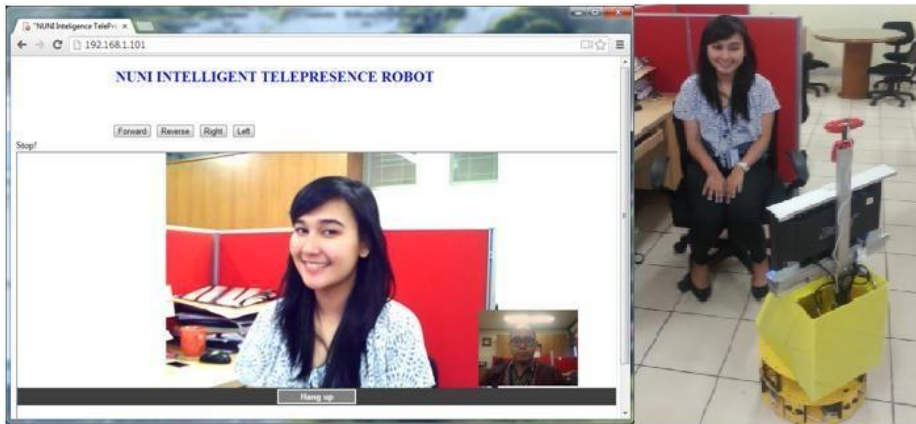 "NUNI Inteligence TelePre
192.168.1.101
NUNI INTELLIGENT TELEPRESENCE ROBOT
Forward Reverse Right Left
Stop!
Hang up